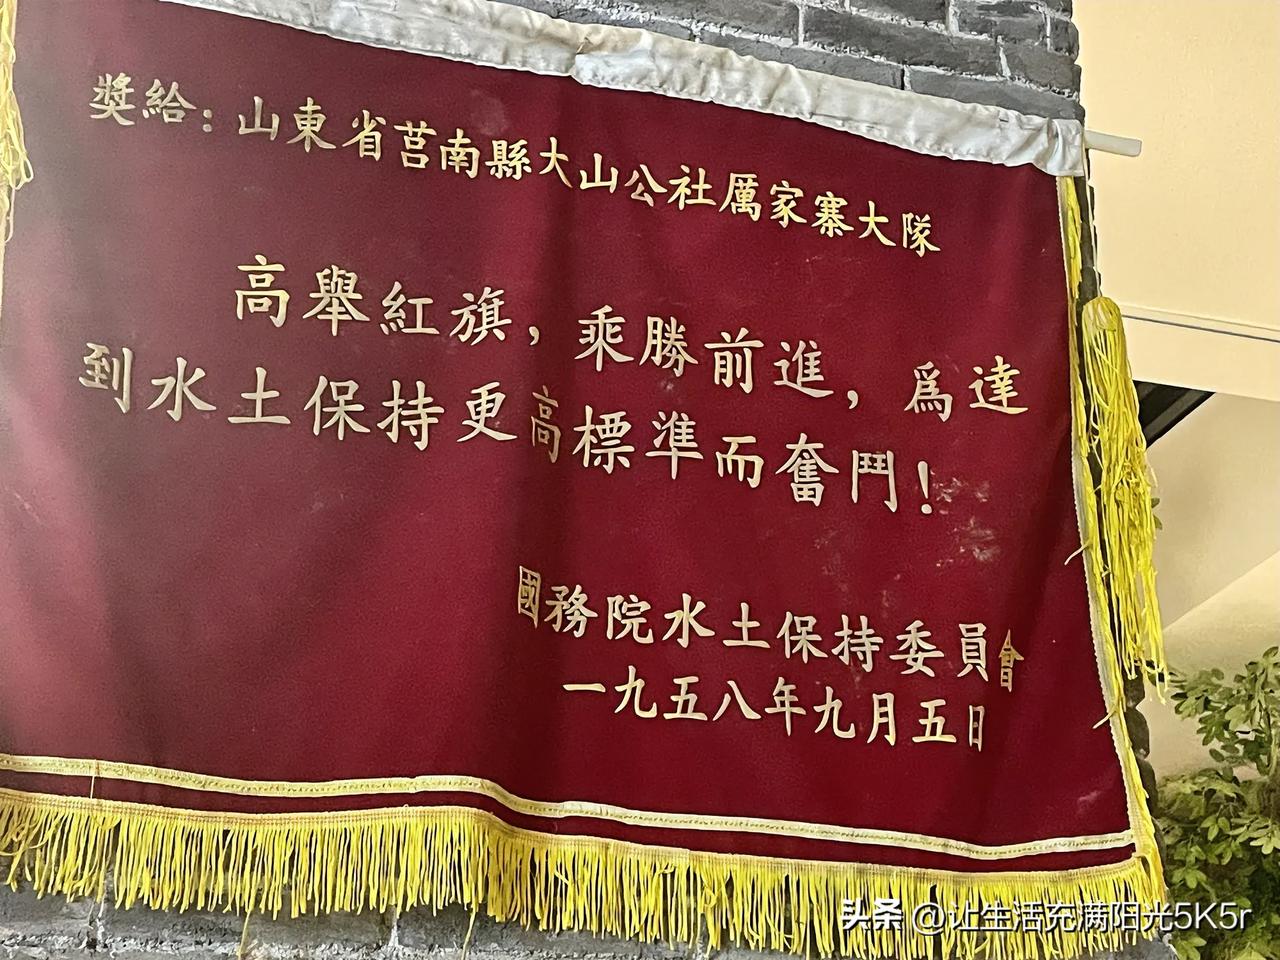 獎給：山東省莒南縣大山公社厲家寨大隊
高舉紅旗，乘勝前進，爲達
到水土保持更高標準而奮鬥！
國務院水土保持委員會
一九五八年九月五日
头条 @让生活充满阳光5K5r